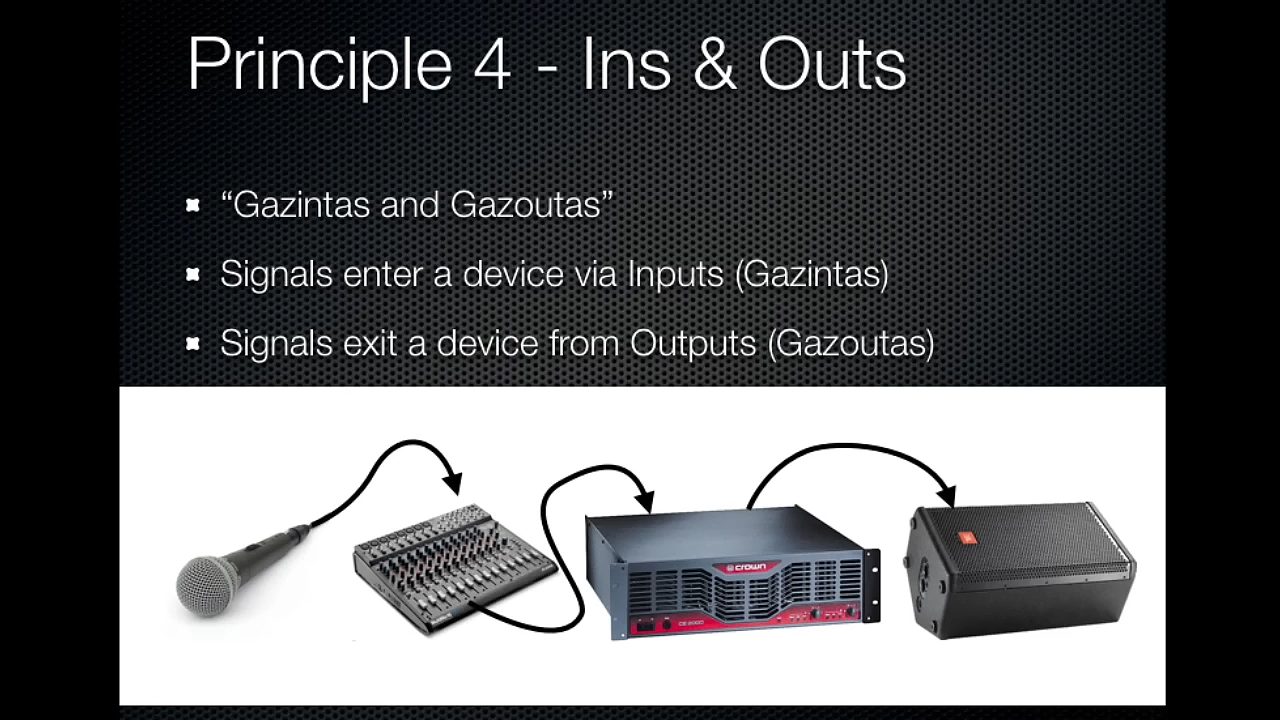 Principle 4 - Ins & Outs
“Gazintas and Gazoutas”
Signals enter a device via Inputs (Gazintas)
Signals exit a device from Outputs (Gazoutas)
crown